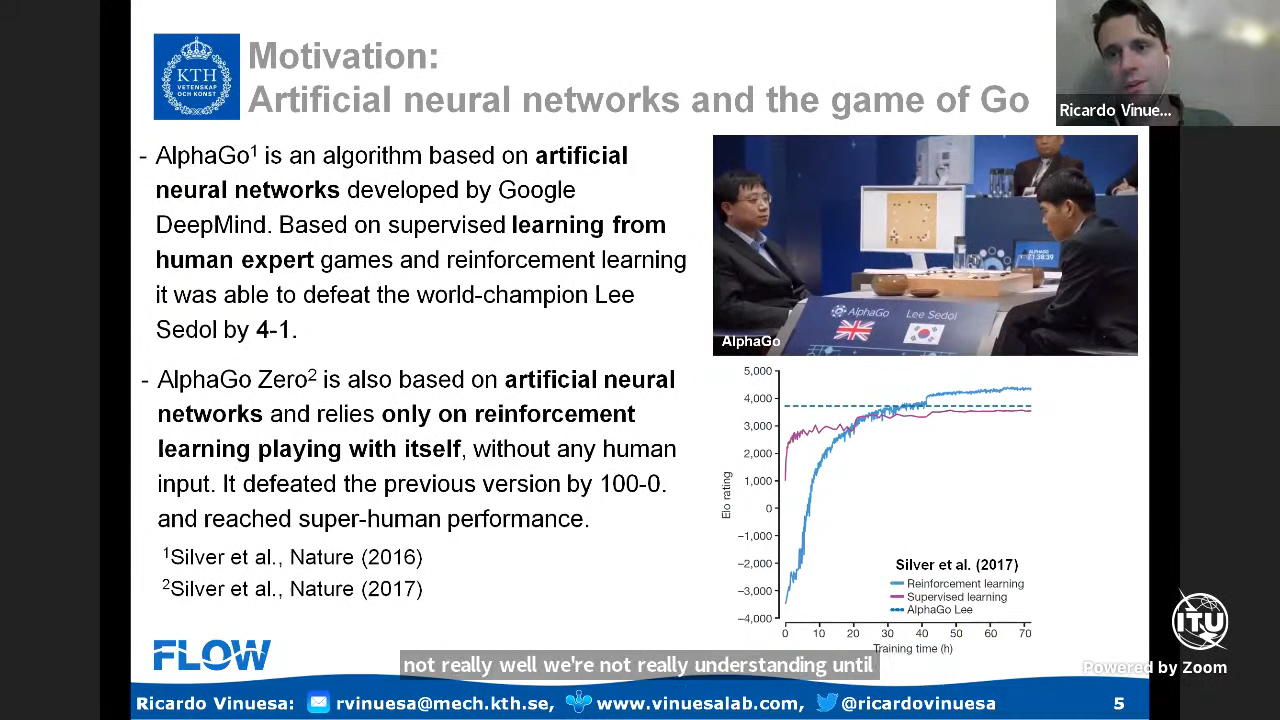 KTH
VETENSKAP
OCH KONST
Motivation:
Artificial neural networks and the game of Go
Ricardo Vinue...
- AlphaGo1 is an algorithm based on artificial
neural networks developed by Google
DeepMind. Based on supervised learning from
human expert games and reinforcement learning
it was able to defeat the world-champion Lee
Sedol by 4-1.
- AlphaGo Zero2 is also based on artificial neural
networks and relies only on reinforcement
learning playing with itself, without any human
input. It defeated the previous version by 100-0.
and reached super-human performance.
1Silver et al., Nature (2016)
2Silver et al., Nature (2017)
AlphaGo
Lee Sedol
AlphaGo
5,000
4,000
3,000
2,000
1,000
0
−1,000
−2,000
−3,000
−4,000
Elo rating
Silver et al. (2017)
Reinforcement learning
Supervised learning
AlphaGo Lee
0 10 20 30 40 50 60 70
Training time (h)
ITU
Powered by Zoom
FLOW
not really well we're not really understanding until
Ricardo Vinuesa: rvinuesa@mech.kth.se, www.vinuesalab.com, @ricardovinuesa 5